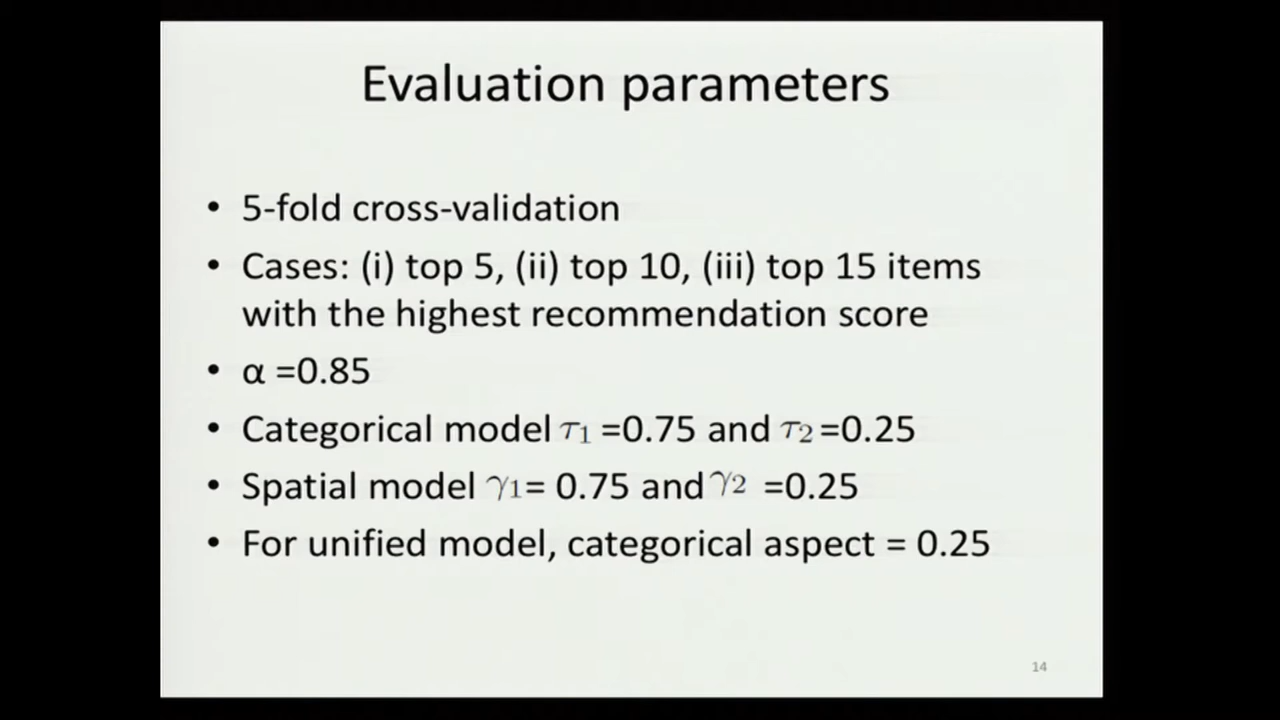 Evaluation parameters
• 5-fold cross-validation
• Cases: (i) top 5, (ii) top 10, (iii) top 15 items
with the highest recommendation score
• α =0.85
• Categorical model τ₁ =0.75 and τ₂ =0.25
• Spatial model γ₁= 0.75 and γ₂ =0.25
• For unified model, categorical aspect = 0.25
14